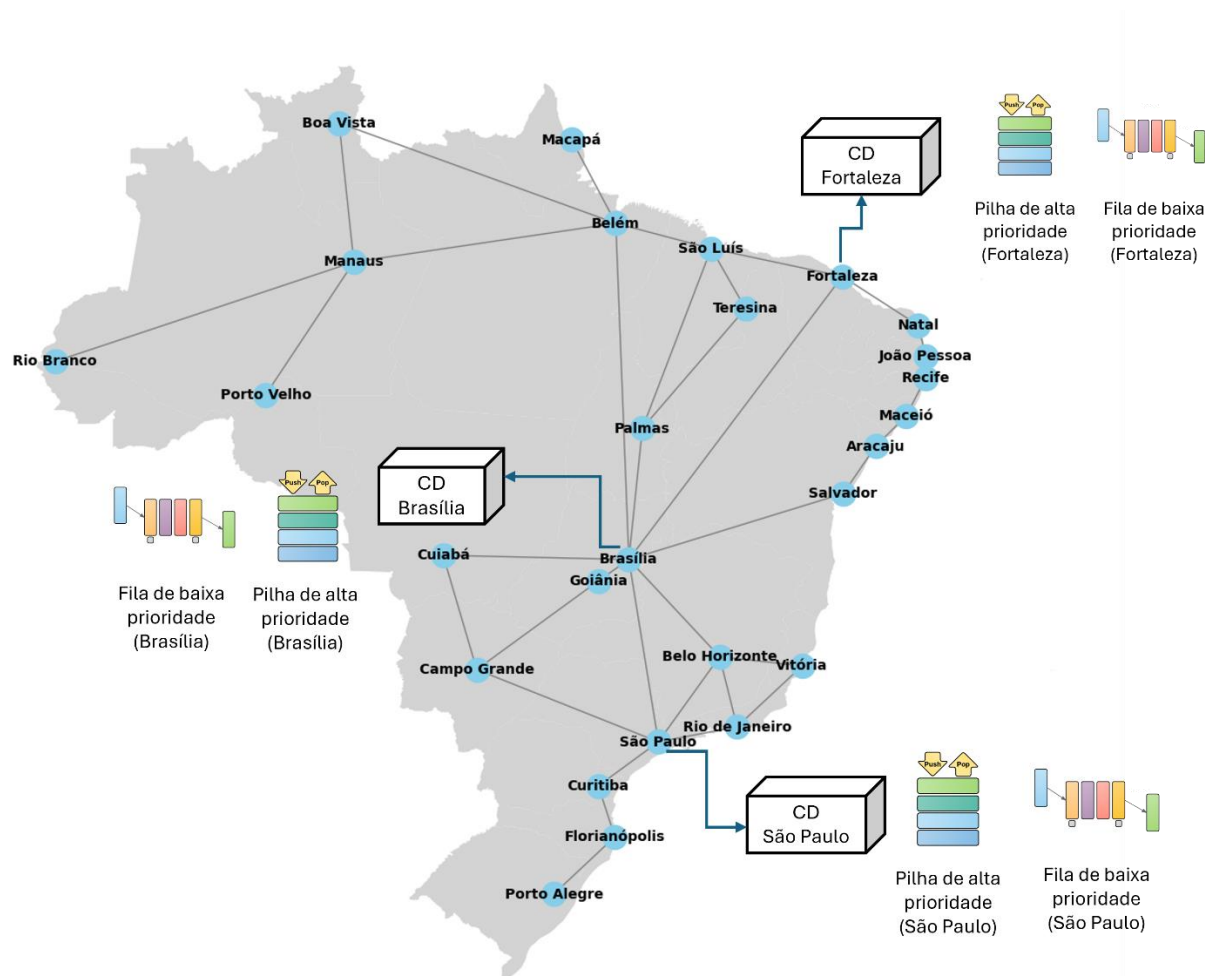 Boa Vista
Macapá
Belém
São Luís
Manaus
Fortaleza
Teresina
Natal
João Pessoa
Rio Branco
Recife
Porto Velho
Maceió
Palmas
Aracaju
Salvador
Cuiabá
Brasília
Goiânia
Campo Grande
Belo Horizonte
Vitória
Rio de Janeiro
São Paulo
Curitiba
Florianópolis
Porto Alegre
CD
Fortaleza
Push
Pop
Pilha de alta
prioridade
(Fortaleza)
Fila de baixa
prioridade
(Fortaleza)
CD
Brasília
Push
Pop
Fila de baixa
prioridade
(Brasília)
Pilha de alta
prioridade
(Brasília)
CD
São Paulo
Push
Pop
Pilha de alta
prioridade
(São Paulo)
Fila de baixa
prioridade
(São Paulo)